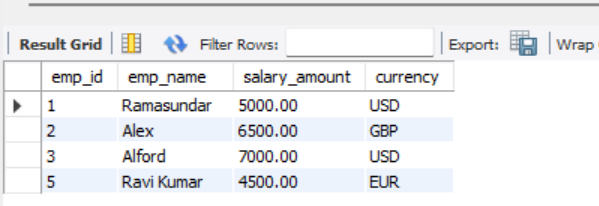 Result Grid Filter Rows: Export: Wrap
emp_id emp_name salary_amount currency
1 Ramasundar 5000.00 USD
2 Alex 6500.00 GBP
3 Alford 7000.00 USD
5 Ravi Kumar 4500.00 EUR